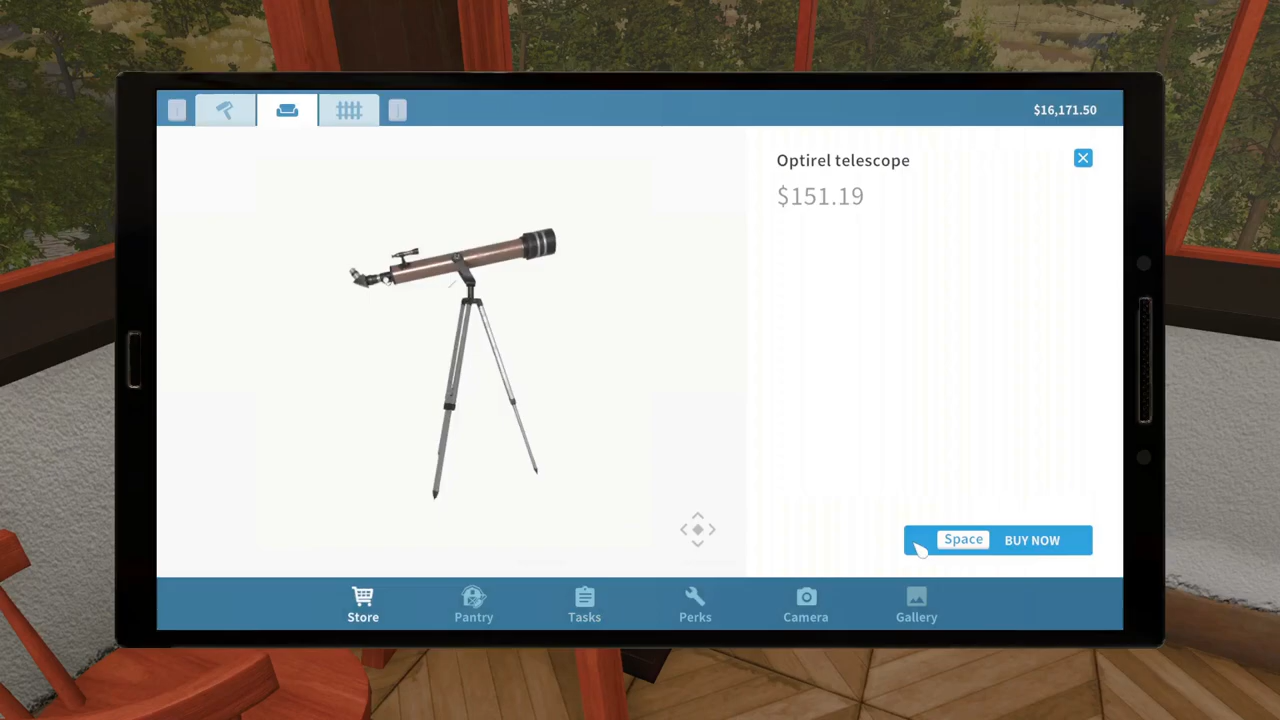 $16,171.50
Optirel telescope
$151.19
Space BUY NOW
Store Pantry Tasks Perks Camera Gallery